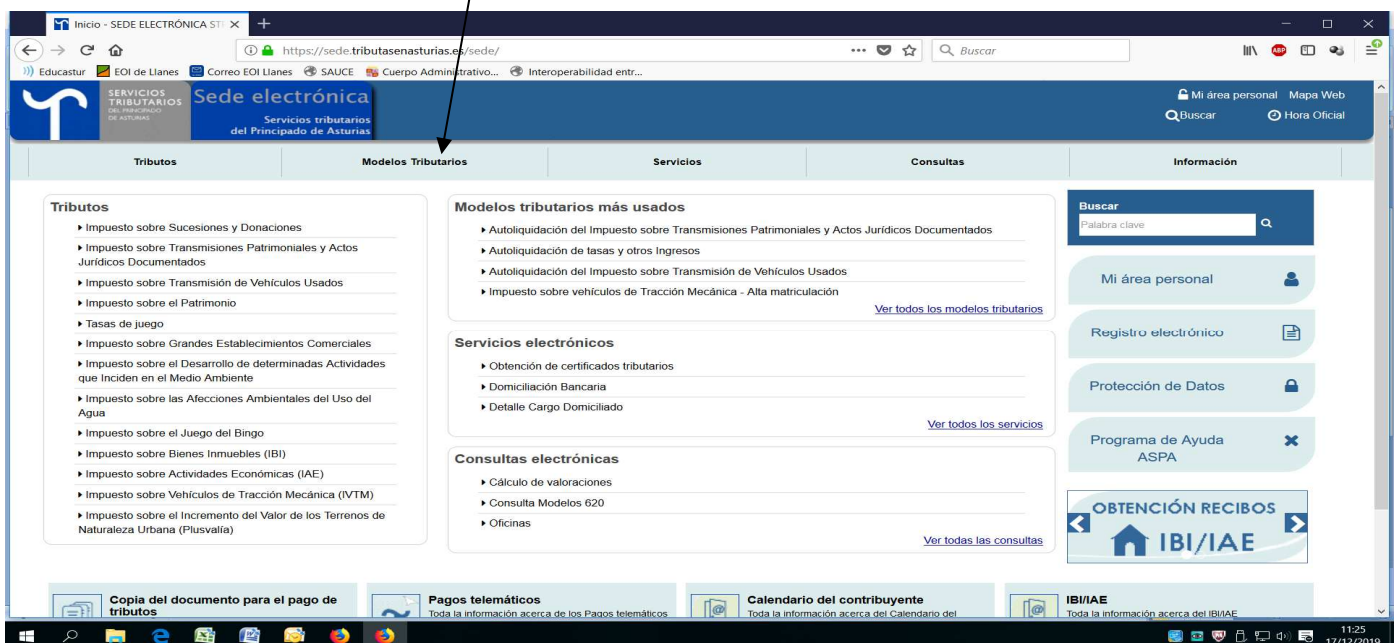 Inicio - SEDE ELECTRÓNICA ST
https://sede.tributasenasturias.es/sede/
Buscar
Educastur EOI de Llanes Correo EOI Llanes SAUCE Cuerpo Administrativo... Interoperabilidad entr...
SERVICIOS
TRIBUTARIOS
DEL PRINCIPADO
DE ASTURIAS
Sede electrónica
Servicios tributarios
del Principado de Asturias
Mi área personal Mapa Web
Buscar Hora Oficial
Tributos Modelos Tributarios Servicios Consultas Información
Tributos
Impuesto sobre Sucesiones y Donaciones
Impuesto sobre Transmisiones Patrimoniales y Actos
Jurídicos Documentados
Impuesto sobre Transmisión de Vehículos Usados
Impuesto sobre el Patrimonio
Tasas de juego
Impuesto sobre Grandes Establecimientos Comerciales
Impuesto sobre el Desarrollo de determinadas Actividades
que Inciden en el Medio Ambiente
Impuesto sobre las Afecciones Ambientales del Uso del
Agua
Impuesto sobre el Juego del Bingo
Impuesto sobre Bienes Inmuebles (IBI)
Impuesto sobre Actividades Económicas (IAE)
Impuesto sobre Vehículos de Tracción Mecánica (IVTM)
Impuesto sobre el Incremento del Valor de los Terrenos de
Naturaleza Urbana (Plusvalía)
Modelos tributarios más usados
Autoliquidación del Impuesto sobre Transmisiones Patrimoniales y Actos Jurídicos Documentados
Autoliquidación de tasas y otros Ingresos
Autoliquidación del Impuesto sobre Transmisión de Vehículos Usados
Impuesto sobre vehículos de Tracción Mecánica - Alta matriculación
Ver todos los modelos tributarios
Servicios electrónicos
Obtención de certificados tributarios
Domiciliación Bancaria
Detalle Cargo Domiciliado
Ver todos los servicios
Consultas electrónicas
Cálculo de valoraciones
Consulta Modelos 620
Oficinas
Ver todas las consultas
Buscar
Palabra clave
Mi área personal
Registro electrónico
Protección de Datos
Programa de Ayuda
ASPA
OBTENCIÓN RECIBOS
IBI/IAE
Copia del documento para el pago de
tributos
Pagos telemáticos
Toda la información acerca de los Pagos telemáticos
Calendario del contribuyente
Toda la información acerca del Calendario del
IBI/IAE
Toda la información acerca del IBI/IAE
11:25
17/12/2019